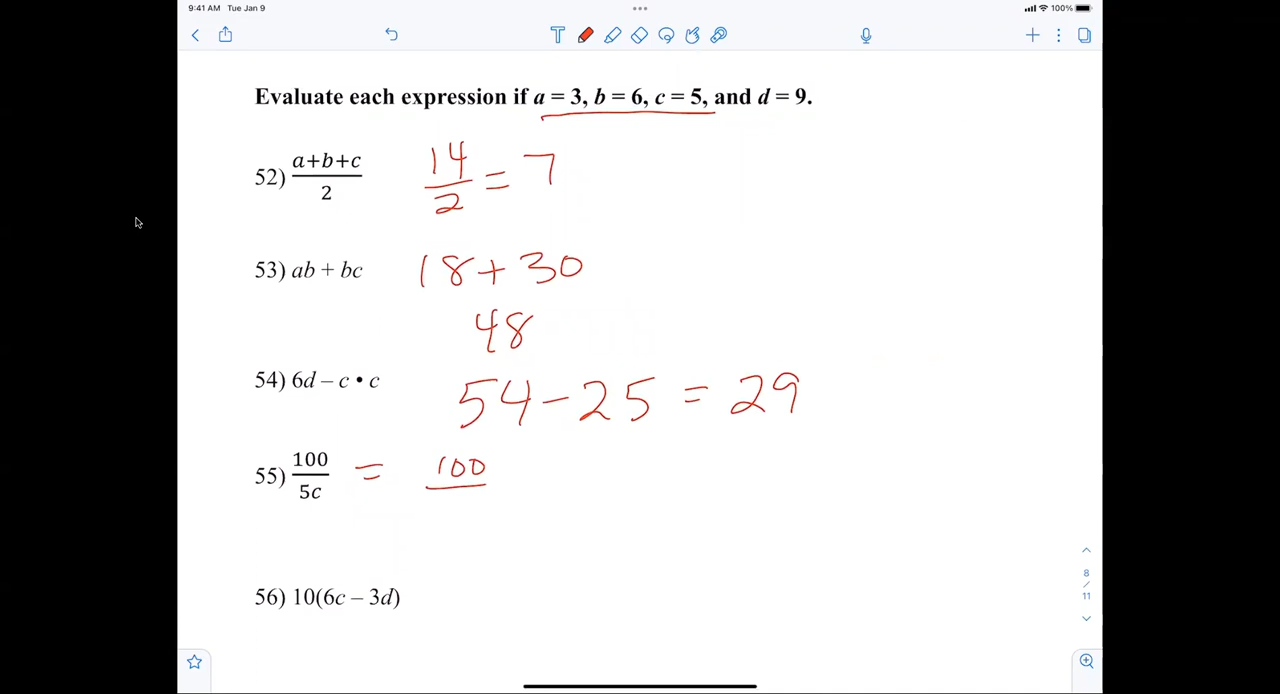 9:41 AM Tue Jan 9
100%
Evaluate each expression if a = 3, b = 6, c = 5, and d = 9.
52) a+b+c/2 14/2 = 7
53) ab + bc 18 + 30
48
54) 6d – c • c 54 - 25 = 29
55) 100/5c = 100
56) 10(6c – 3d)
8
/
11